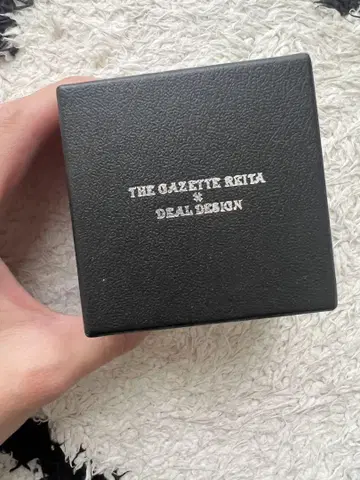 THE GAZETTE REITA
×
DEAL DESIGN